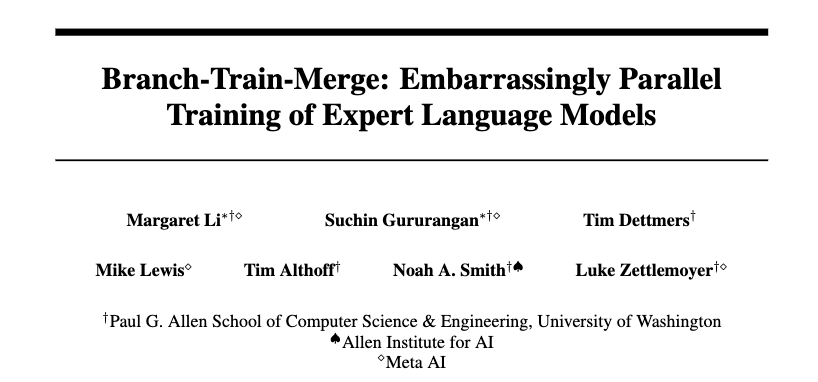 Branch-Train-Merge: Embarrassingly Parallel
Training of Expert Language Models
Margaret Li*†⋄ Suchin Gururangan*†⋄ Tim Dettmers†
Mike Lewis⋄ Tim Althoff† Noah A. Smith†♠ Luke Zettlemoyer†⋄
†Paul G. Allen School of Computer Science & Engineering, University of Washington
♠Allen Institute for AI
⋄Meta AI